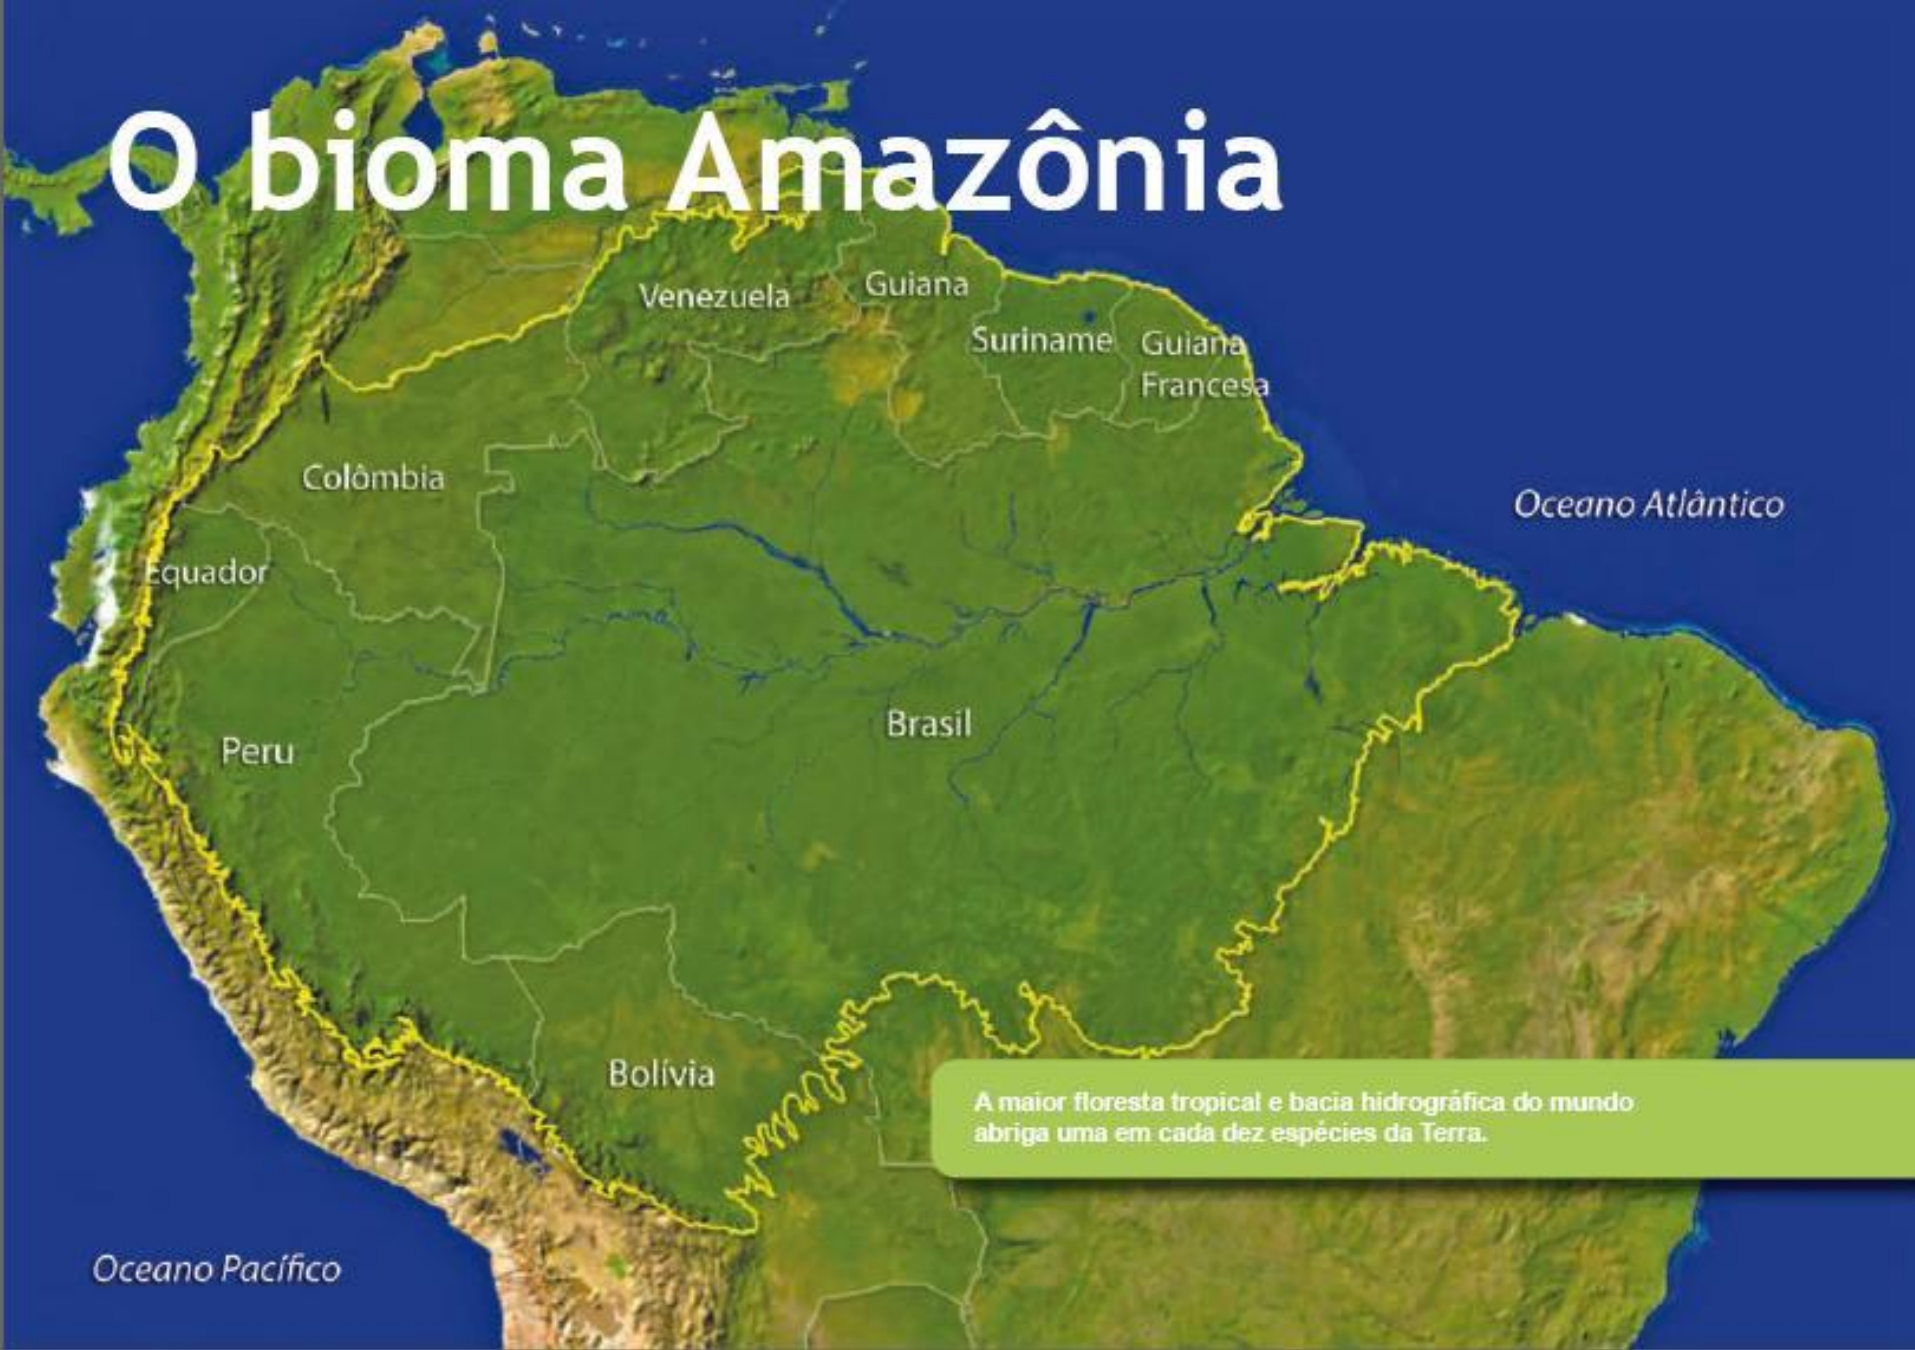 O bioma Amazônia
Venezuela
Guiana
Suriname
Guiana
Francesa
Colômbia
Oceano Atlântico
Equador
Brasil
Peru
Bolívia
A maior floresta tropical e bacia hidrográfica do mundo
abriga uma em cada dez espécies da Terra.
Oceano Pacífico